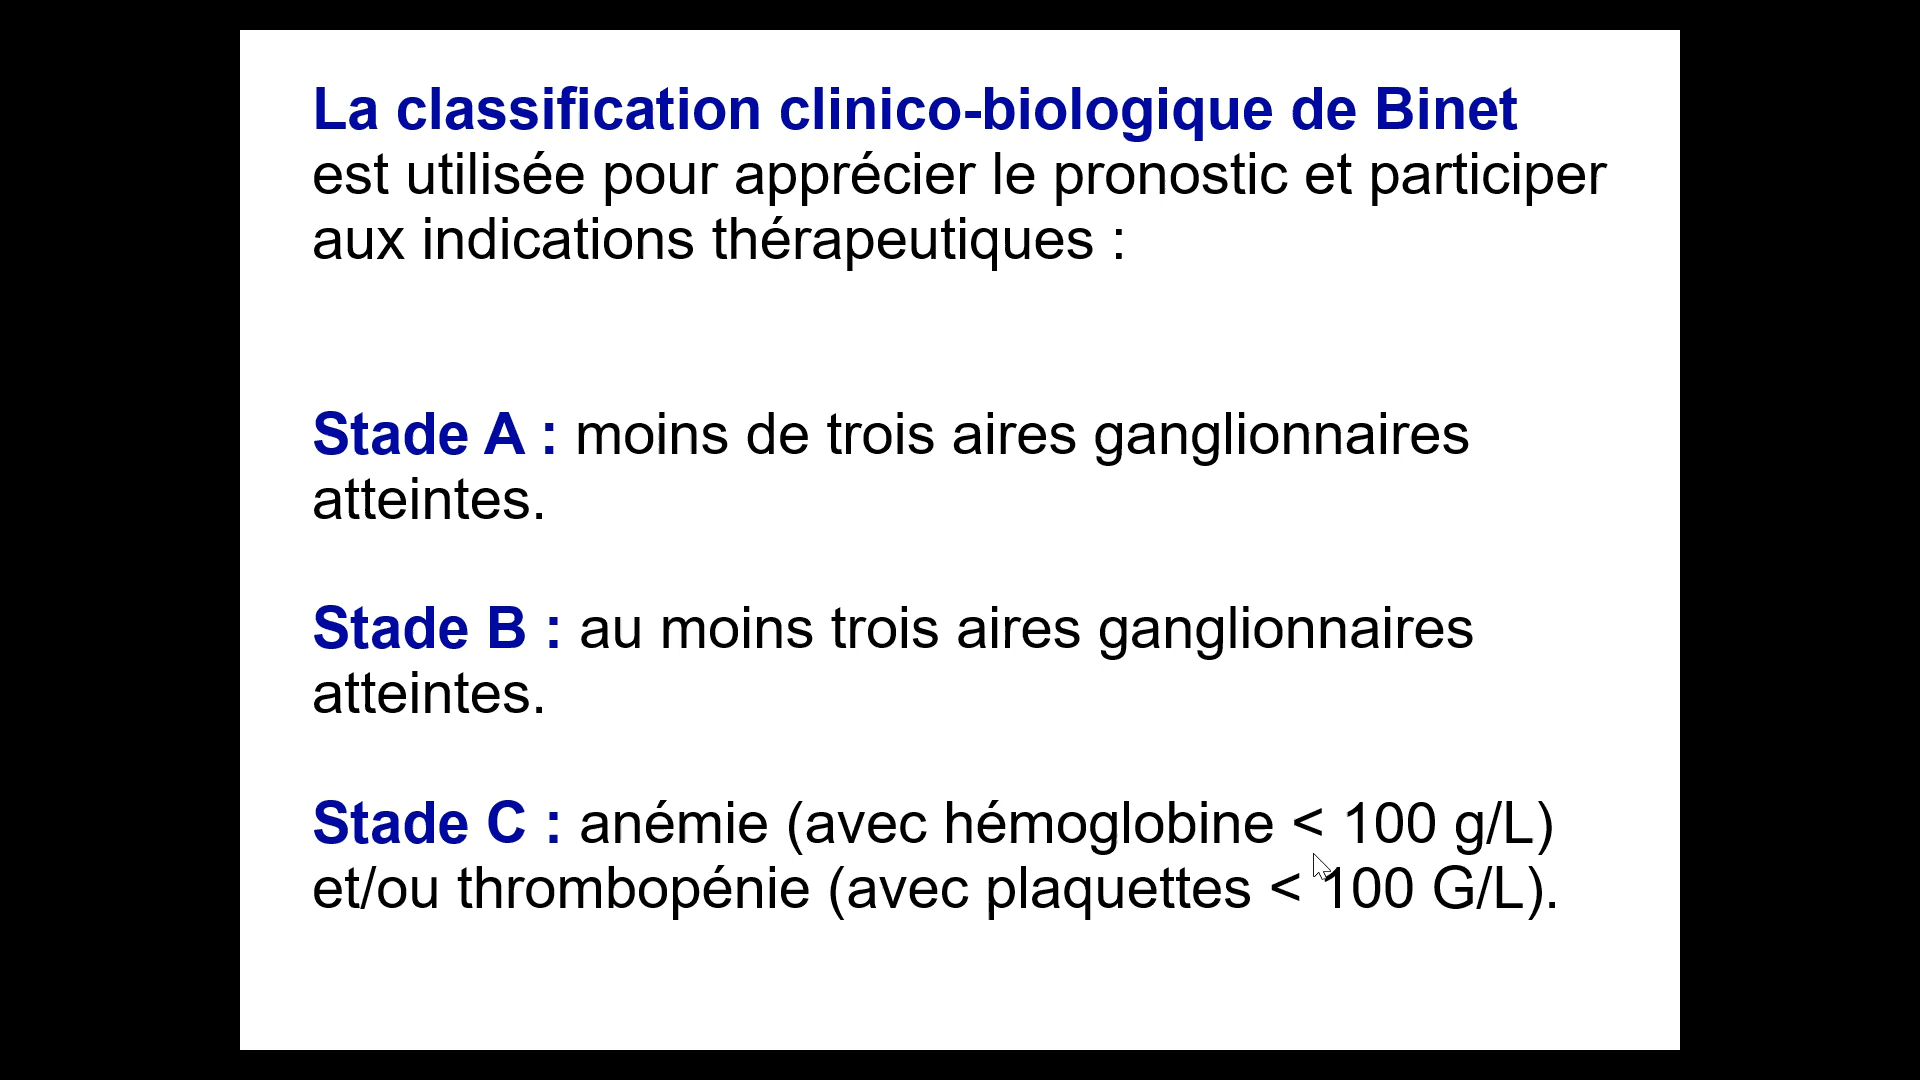 La classification clinico-biologique de Binet
est utilisée pour apprécier le pronostic et participer
aux indications thérapeutiques :
Stade A : moins de trois aires ganglionnaires
atteintes.
Stade B : au moins trois aires ganglionnaires
atteintes.
Stade C : anémie (avec hémoglobine < 100 g/L)
et/ou thrombopénie (avec plaquettes < 100 G/L).